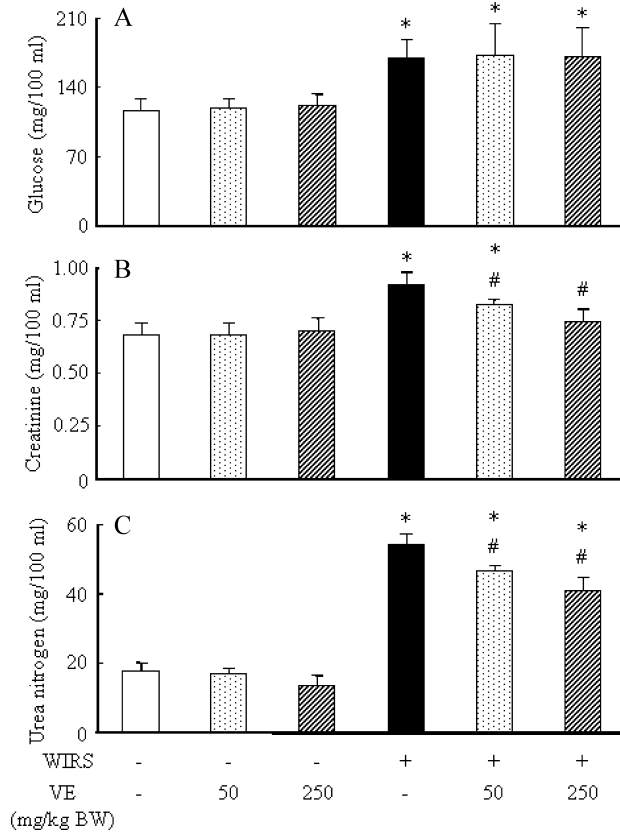 A
Glucose (mg/100 ml)
210
140
70
0
* * *
B
Creatinine (mg/100 ml)
1.00
0.75
0.50
0.25
0
* *
# #
C
Urea nitrogen (mg/100 ml)
60
40
20
0
* * *
# #
WIRS - - - + + +
VE - 50 250 - 50 250
(mg/kg BW)